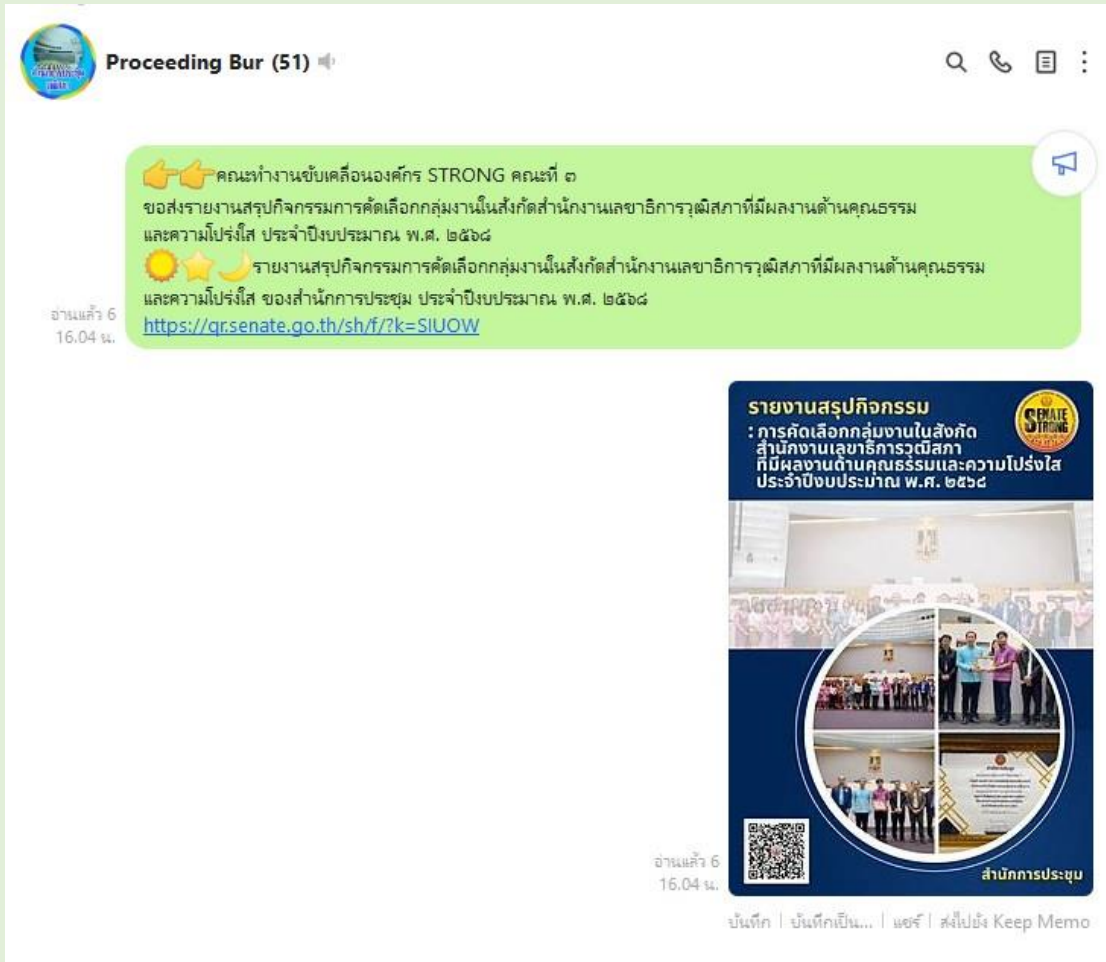 Proceeding Bur (51)
คณะทำงานขับเคลื่อนองค์กร STRONG คณะที่ ๓
ขอส่งรายงานสรุปกิจกรรมการคัดเลือกกลุ่มงานในสังกัดสำนักงานเลขาธิการวุฒิสภาที่มีผลงานด้านคุณธรรม
และความโปร่งใส ประจำปีงบประมาณ พ.ศ. ๒๕๖๘
รายงานสรุปกิจกรรมการคัดเลือกกลุ่มงานในสังกัดสำนักงานเลขาธิการวุฒิสภาที่มีผลงานด้านคุณธรรม
และความโปร่งใส ของสำนักการประชุม ประจำปีงบประมาณ พ.ศ. ๒๕๖๘
https://qr.senate.go.th/sh/f/?k=SIUOW
อ่านแล้ว 6
16.04 น.
รายงานสรุปกิจกรรม
: การคัดเลือกกลุ่มงานในสังกัด
สำนักงานเลขาธิการวุฒิสภา
ที่มีผลงานด้านคุณธรรมและความโปร่งใส
ประจำปีงบประมาณ พ.ศ. ๒๕๖๘
SENATE
STRONG
สำนักการประชุม
อ่านแล้ว 6
16.04 น.
บันทึก | บันทึกเป็น... | แชร์ | ส่งไปยัง Keep Memo